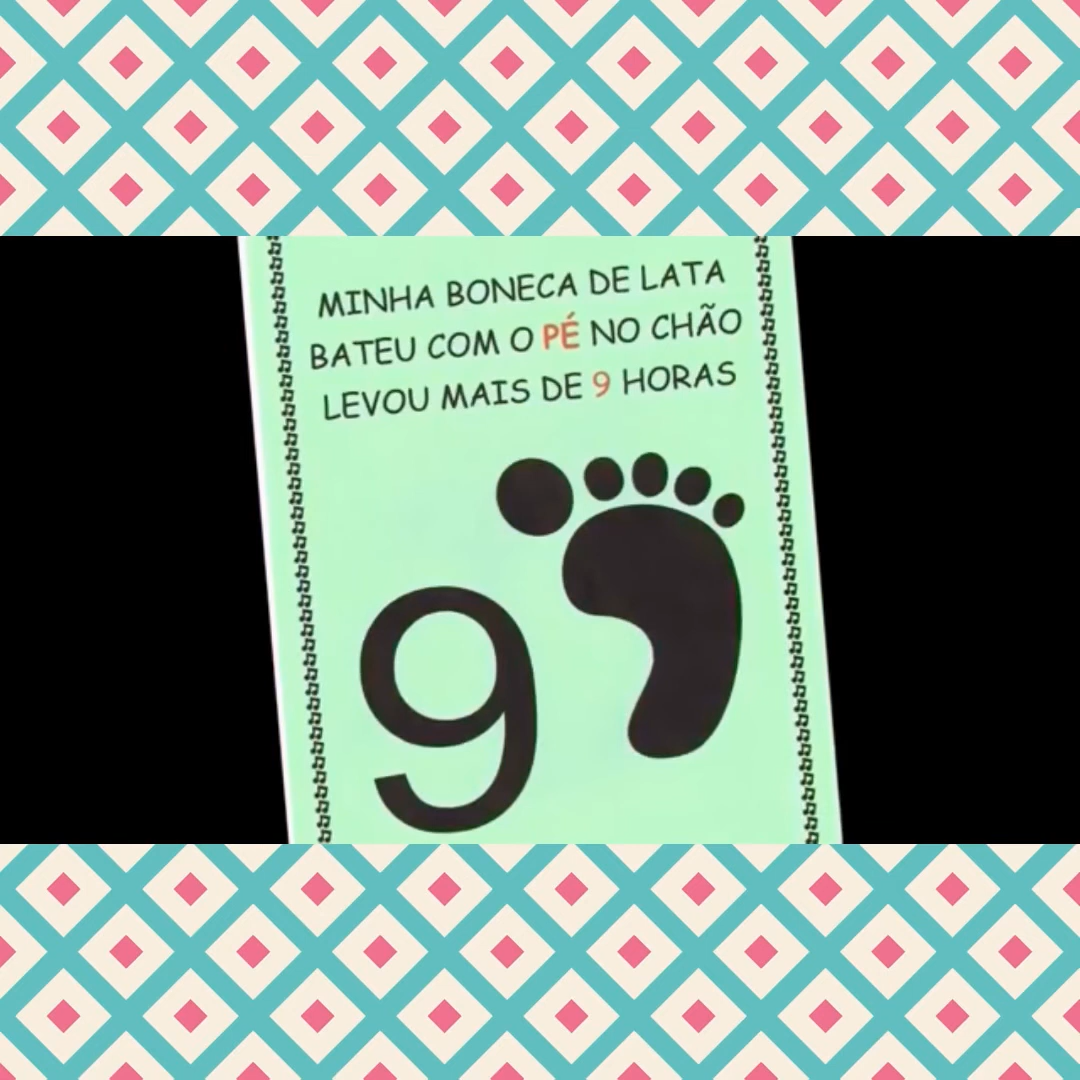 MINHA BONECA DE LATA
BATEU COM O PÉ NO CHÃO
LEVOU MAIS DE 9 HORAS
9